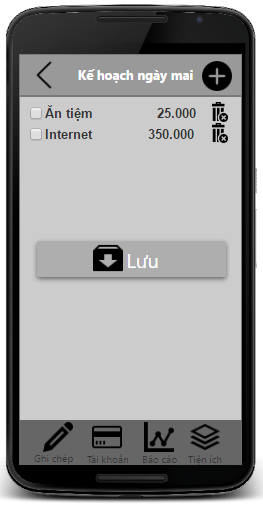 Kế hoạch ngày mai
Ăn tiệm 25.000
Internet 350.000
Lưu
Ghi chép Tài khoản Báo cáo Tiện ích